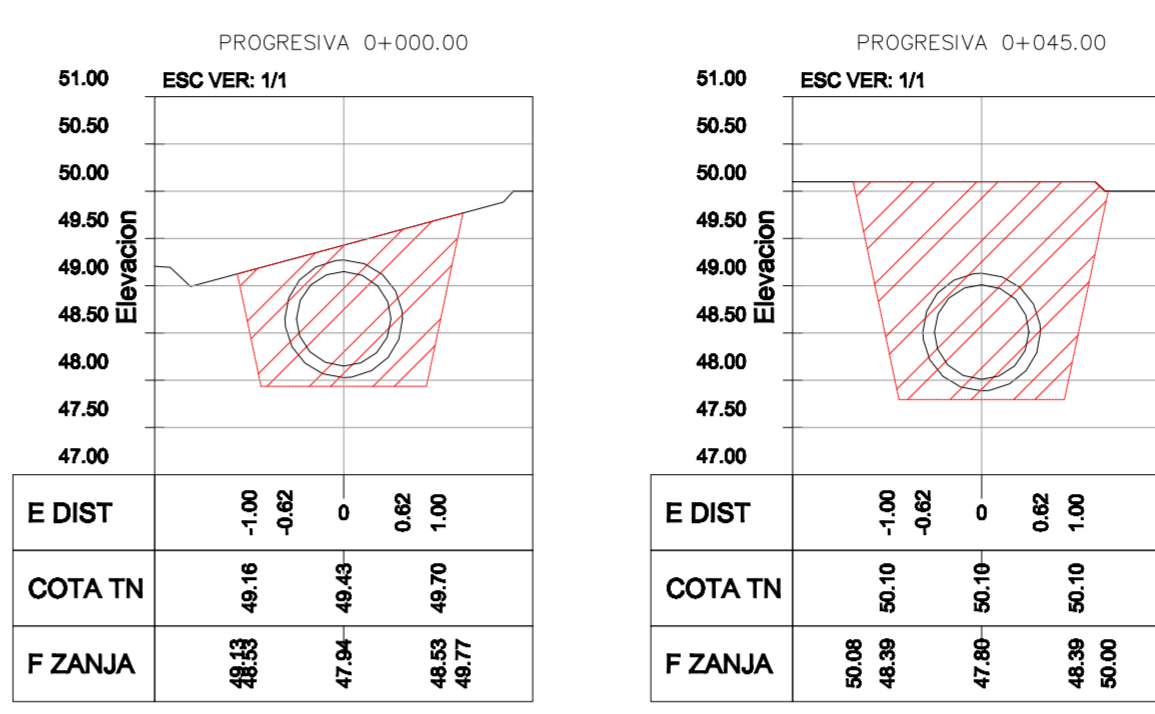 PROGRESIVA 0+000.00
51.00 ESC VER: 1/1
50.50
50.00
49.50
49.00
48.50
48.00
47.50
47.00
Elevacion
E DIST -1.00 -0.62 0 0.62 1.00
COTA TN 49.16 49.43 49.70
F ZANJA 49.13 48.53 47.94 48.53 49.77
PROGRESIVA 0+045.00
51.00 ESC VER: 1/1
50.50
50.00
49.50
49.00
48.50
48.00
47.50
47.00
Elevacion
E DIST -1.00 -0.62 0 0.62 1.00
COTA TN 50.10 50.10 50.10
F ZANJA 50.08 48.39 47.80 48.39 50.00